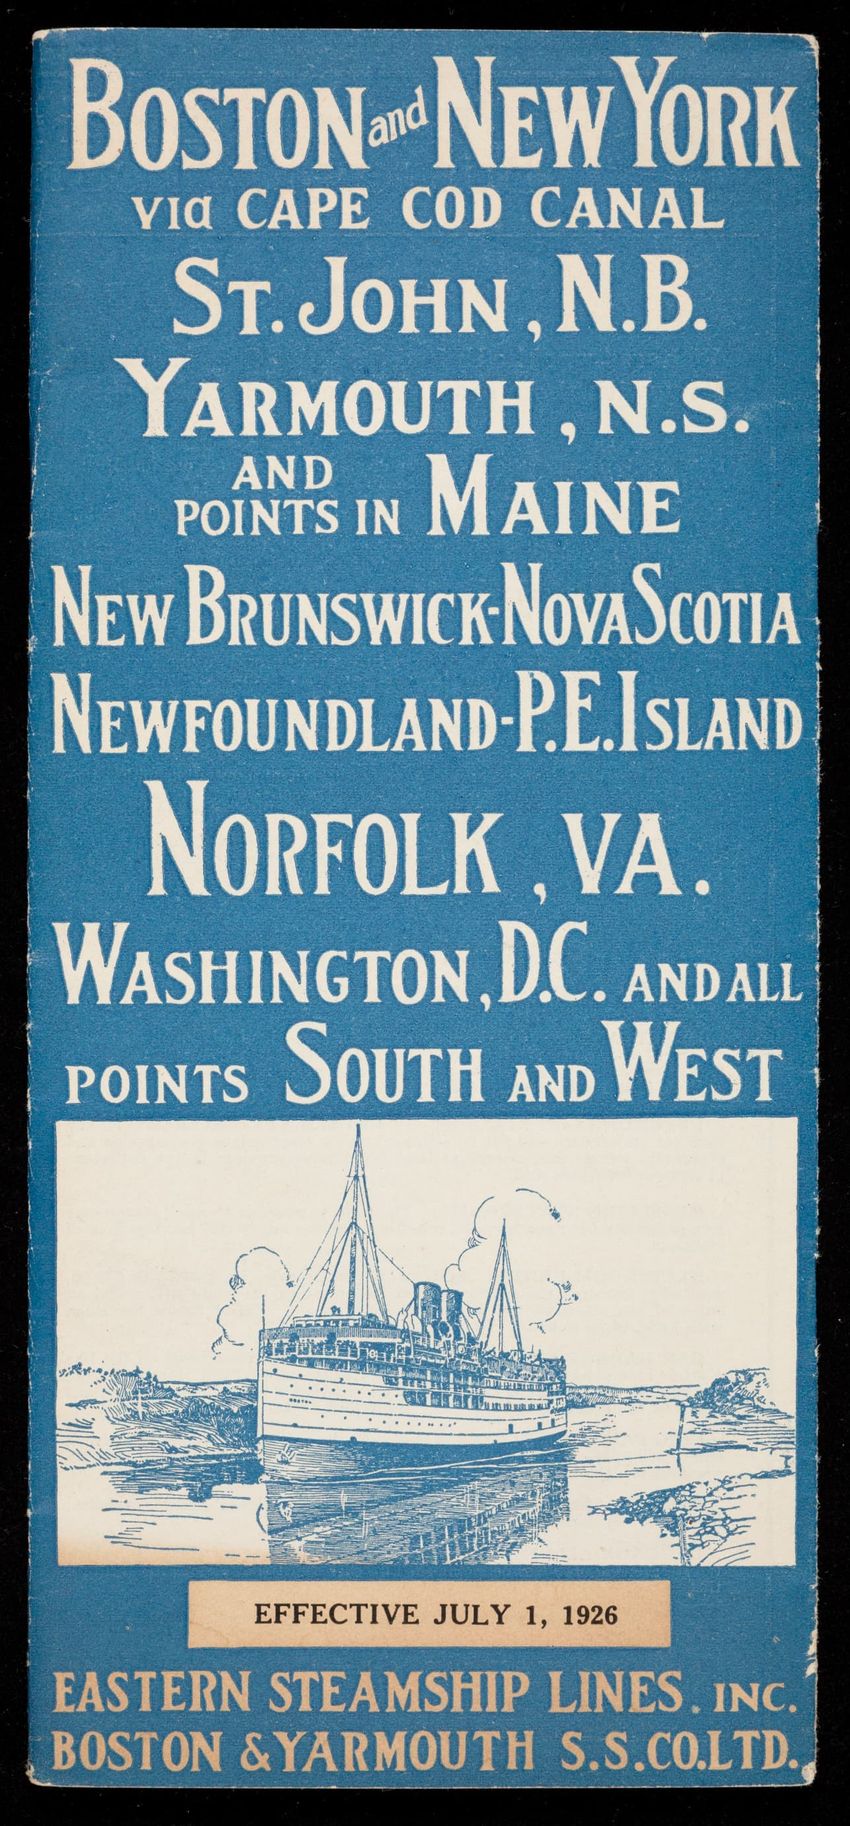 BOSTON and NEW YORK
VIa CAPE COD CANAL
ST. JOHN, N.B.
YARMOUTH, N.S.
AND
POINTS IN MAINE
NEW BRUNSWICK-NOVA SCOTIA
NEWFOUNDLAND-P.E.ISLAND
NORFOLK, VA.
WASHINGTON, D.C. AND ALL
POINTS SOUTH AND WEST
BOSTON
EFFECTIVE JULY 1, 1926
EASTERN STEAMSHIP LINES. INC.
BOSTON & YARMOUTH S.S.CO.LTD.